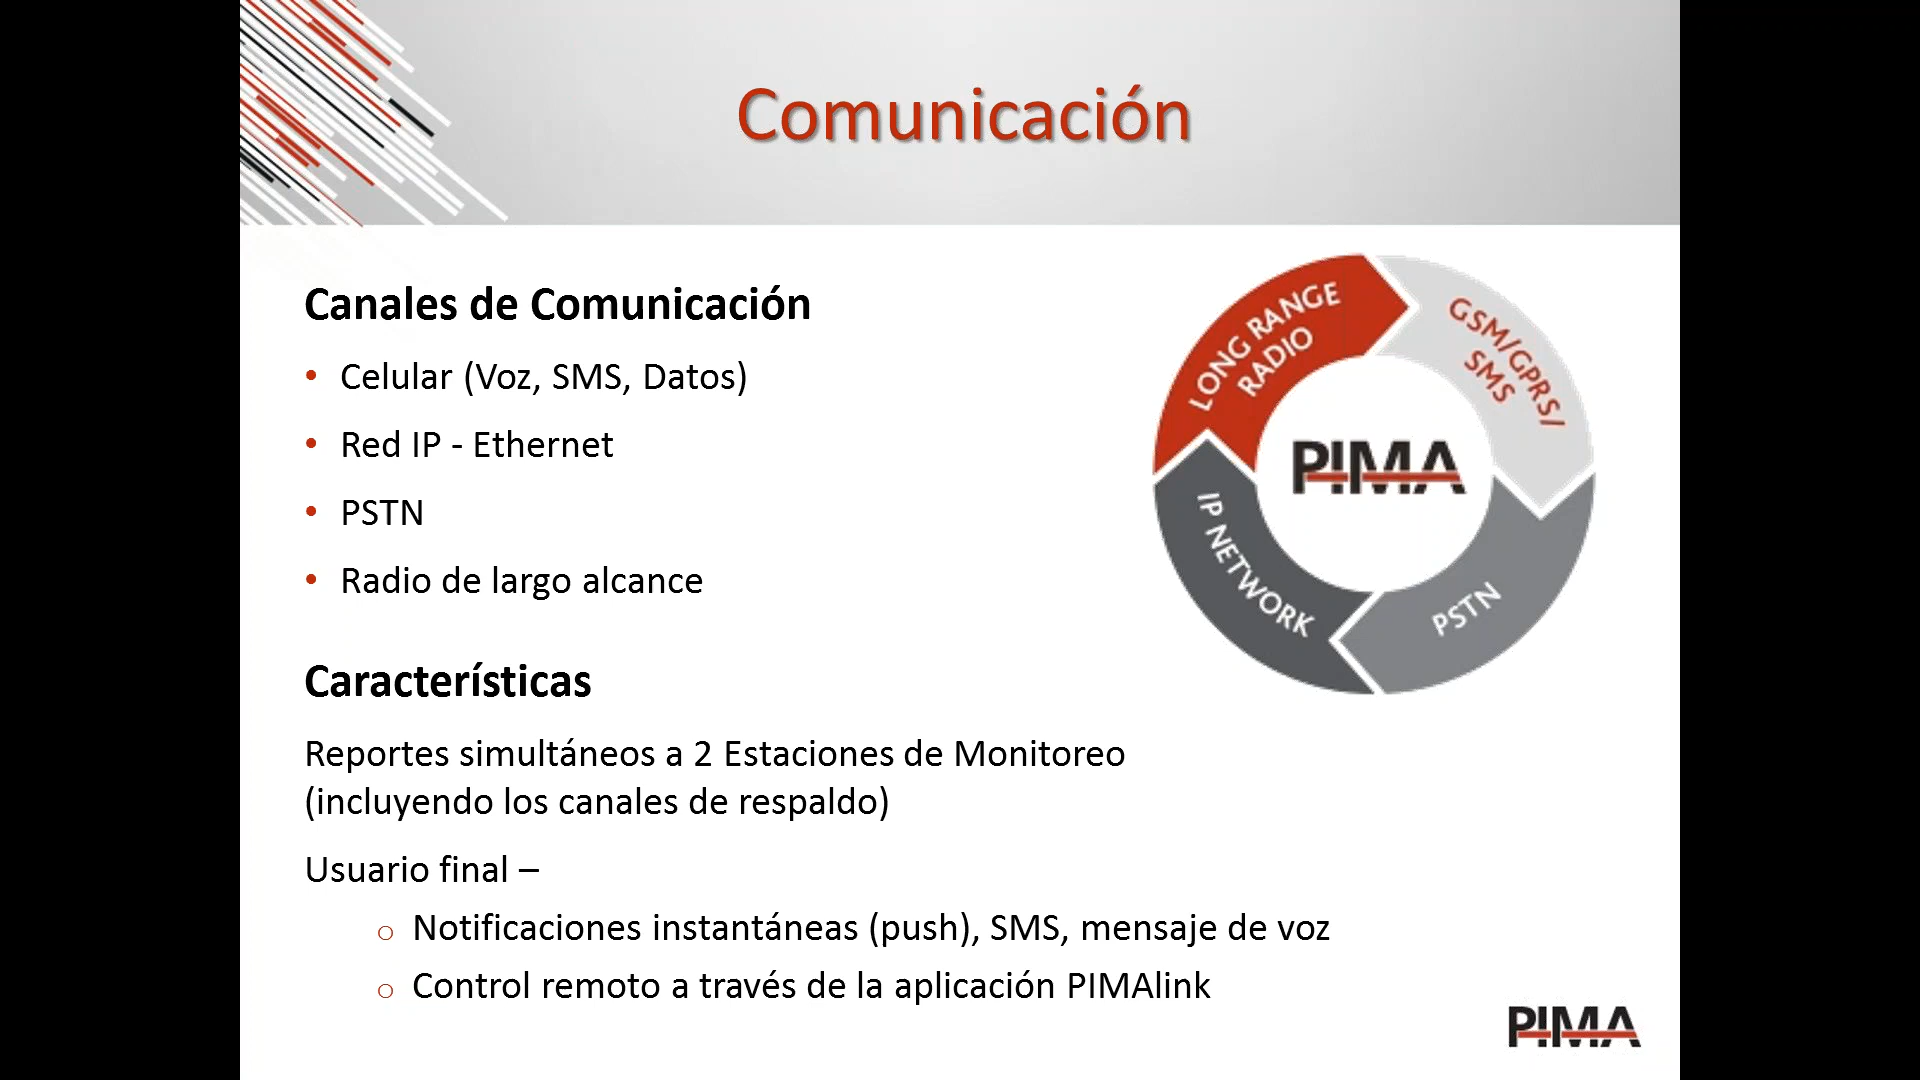 Comunicación
Canales de Comunicación
• Celular (Voz, SMS, Datos)
• Red IP - Ethernet
• PSTN
• Radio de largo alcance
LONG RANGE
RADIO
GSM/GPRS/
SMS
PIMA
IP NETWORK
PSTN
Características
Reportes simultáneos a 2 Estaciones de Monitoreo
(incluyendo los canales de respaldo)
Usuario final –
o Notificaciones instantáneas (push), SMS, mensaje de voz
o Control remoto a través de la aplicación PIMAlink
PIMA